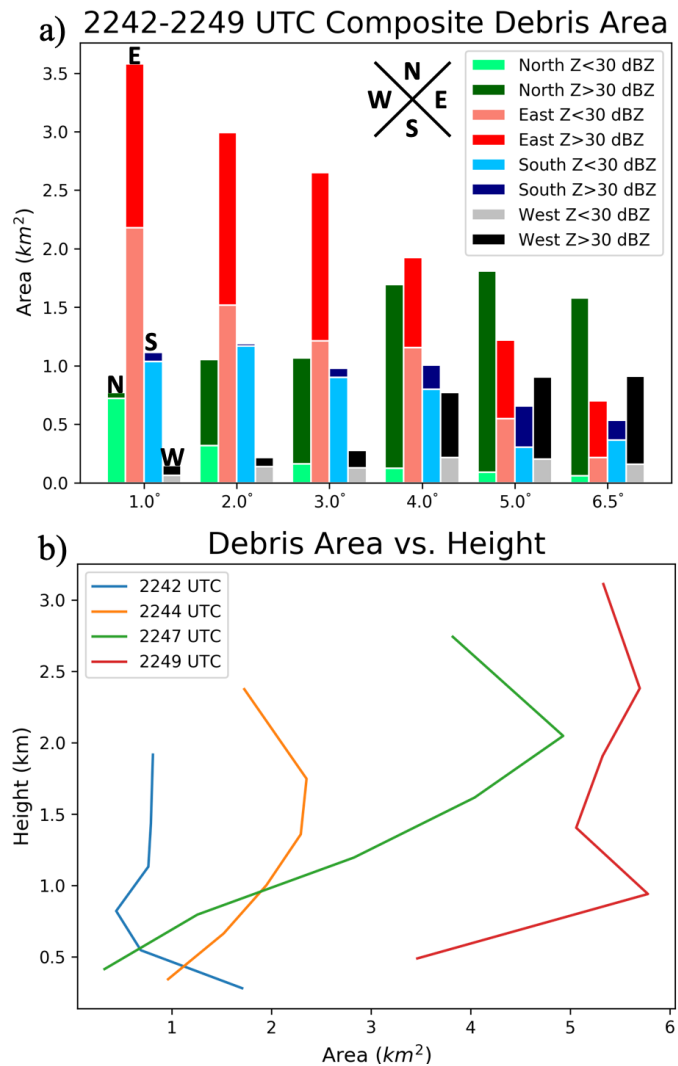 a) 2242-2249 UTC Composite Debris Area
Area (km²)
3.5
3.0
2.5
2.0
1.5
1.0
0.5
0.0
E
N
S
W
N
W E
S
North Z<30 dBZ
North Z>30 dBZ
East Z<30 dBZ
East Z>30 dBZ
South Z<30 dBZ
South Z>30 dBZ
West Z<30 dBZ
West Z>30 dBZ
1.0° 2.0° 3.0° 4.0° 5.0° 6.5°
b) Debris Area vs. Height
2242 UTC
2244 UTC
2247 UTC
2249 UTC
Height (km)
3.0
2.5
2.0
1.5
1.0
0.5
1 2 3 4 5 6
Area (km²)